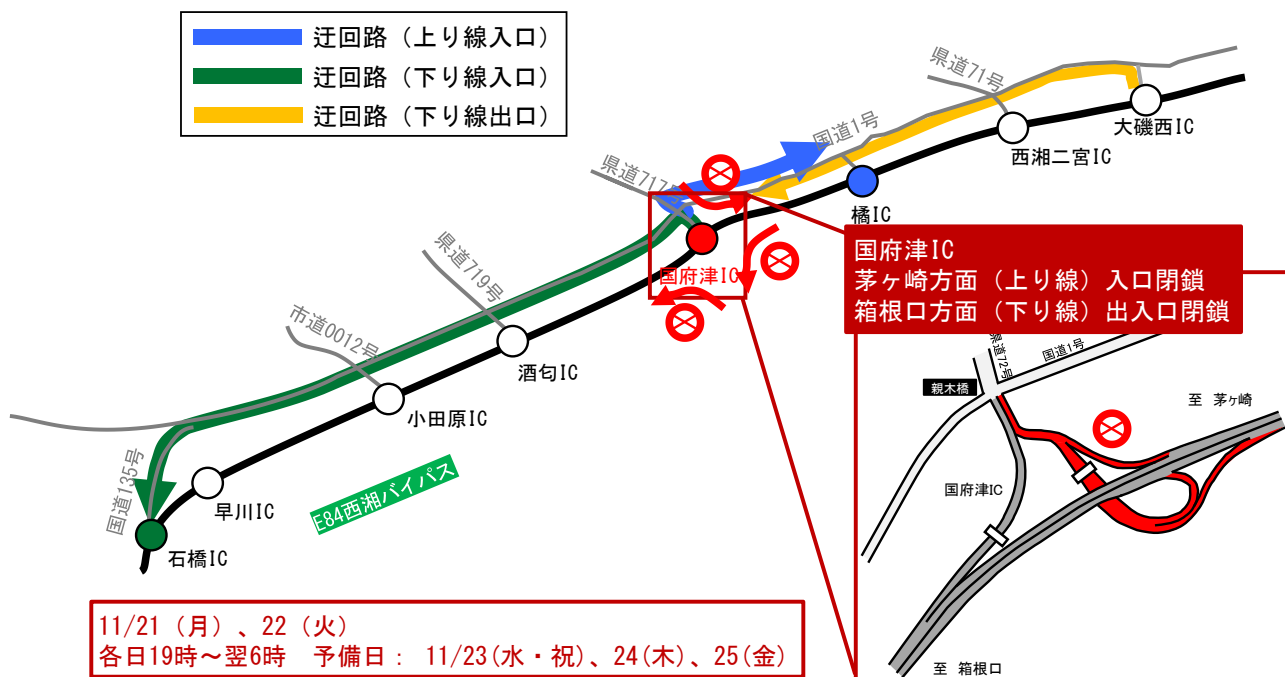 迂回路（上り線入口）
迂回路（下り線入口）
迂回路（下り線出口）
県道71号
国道1号
大磯西IC
西湘二宮IC
橘IC
県道717号
国府津IC
県道719号
市道0012号
酒匂IC
小田原IC
早川IC
国道135号
石橋IC
E84西湘バイパス
国府津IC
茅ヶ崎方面（上り線）入口閉鎖
箱根口方面（下り線）出入口閉鎖
県道72号
国道1号
親木橋
至 茅ヶ崎
国府津IC
至 箱根口
11/21（月）、22（火）
各日19時～翌6時　予備日： 11/23(水・祝)、24(木)、25(金)